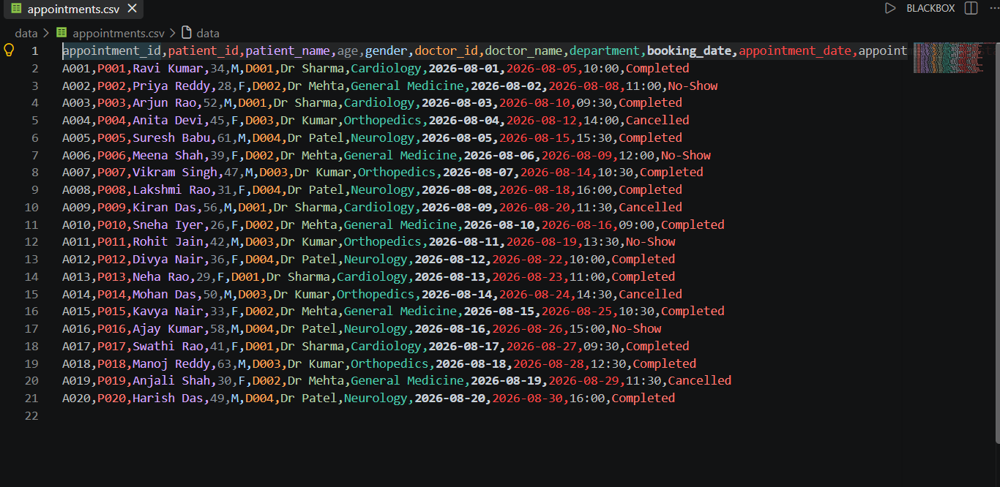 appointments.csv
BLACKBOX
data > appointments.csv > data
1 appointment_id,patient_id,patient_name,age,gender,doctor_id,doctor_name,department,booking_date,appointment_date,appoint
2 A001,P001,Ravi Kumar,34,M,D001,Dr Sharma,Cardiology,2026-08-01,2026-08-05,10:00,Completed
3 A002,P002,Priya Reddy,28,F,D002,Dr Mehta,General Medicine,2026-08-02,2026-08-08,11:00,No-Show
4 A003,P003,Arjun Rao,52,M,D001,Dr Sharma,Cardiology,2026-08-03,2026-08-10,09:30,Completed
5 A004,P004,Anita Devi,45,F,D003,Dr Kumar,Orthopedics,2026-08-04,2026-08-12,14:00,Cancelled
6 A005,P005,Suresh Babu,61,M,D004,Dr Patel,Neurology,2026-08-05,2026-08-15,15:30,Completed
7 A006,P006,Meena Shah,39,F,D002,Dr Mehta,General Medicine,2026-08-06,2026-08-09,12:00,No-Show
8 A007,P007,Vikram Singh,47,M,D003,Dr Kumar,Orthopedics,2026-08-07,2026-08-14,10:30,Completed
9 A008,P008,Lakshmi Rao,31,F,D004,Dr Patel,Neurology,2026-08-08,2026-08-18,16:00,Completed
10 A009,P009,Kiran Das,56,M,D001,Dr Sharma,Cardiology,2026-08-09,2026-08-20,11:30,Cancelled
11 A010,P010,Sneha Iyer,26,F,D002,Dr Mehta,General Medicine,2026-08-10,2026-08-16,09:00,Completed
12 A011,P011,Rohit Jain,42,M,D003,Dr Kumar,Orthopedics,2026-08-11,2026-08-19,13:30,No-Show
13 A012,P012,Divya Nair,36,F,D004,Dr Patel,Neurology,2026-08-12,2026-08-22,10:00,Completed
14 A013,P013,Neha Rao,29,F,D001,Dr Sharma,Cardiology,2026-08-13,2026-08-23,11:00,Completed
15 A014,P014,Mohan Das,50,M,D003,Dr Kumar,Orthopedics,2026-08-14,2026-08-24,14:30,Cancelled
16 A015,P015,Kavya Nair,33,F,D002,Dr Mehta,General Medicine,2026-08-15,2026-08-25,10:30,Completed
17 A016,P016,Ajay Kumar,58,M,D004,Dr Patel,Neurology,2026-08-16,2026-08-26,15:00,No-Show
18 A017,P017,Swathi Rao,41,F,D001,Dr Sharma,Cardiology,2026-08-17,2026-08-27,09:30,Completed
19 A018,P018,Manoj Reddy,63,M,D003,Dr Kumar,Orthopedics,2026-08-18,2026-08-28,12:30,Completed
20 A019,P019,Anjali Shah,30,F,D002,Dr Mehta,General Medicine,2026-08-19,2026-08-29,11:30,Cancelled
21 A020,P020,Harish Das,49,M,D004,Dr Patel,Neurology,2026-08-20,2026-08-30,16:00,Completed
22